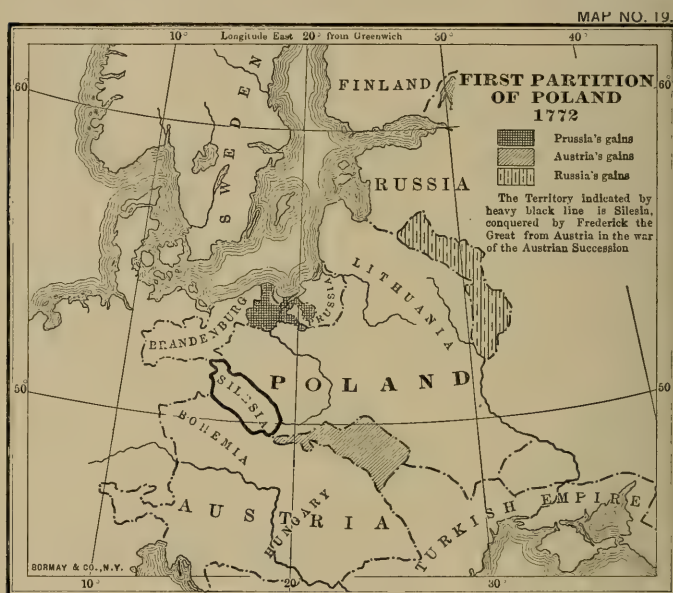 MAP NO. 19.
10° Longitude East 20° from Greenwich 30° 40°
60° 60°
FINLAND
FIRST PARTITION
OF POLAND
1772
Prussia's gains
Austria's gains
Russia's gains
The Territory indicated by
heavy black line is Silesia,
conquered by Frederick the
Great from Austria in the war
of the Austrian Succession
SWEDEN
RUSSIA
LITHUANIA
PRUSSIA
BRANDENBURG
POLAND
SILESIA
50° 50°
BOHEMIA
AUSTRIA
HUNGARY
TURKISH EMPIRE
BORMAY & CO., N.Y.
10° 20° 30°